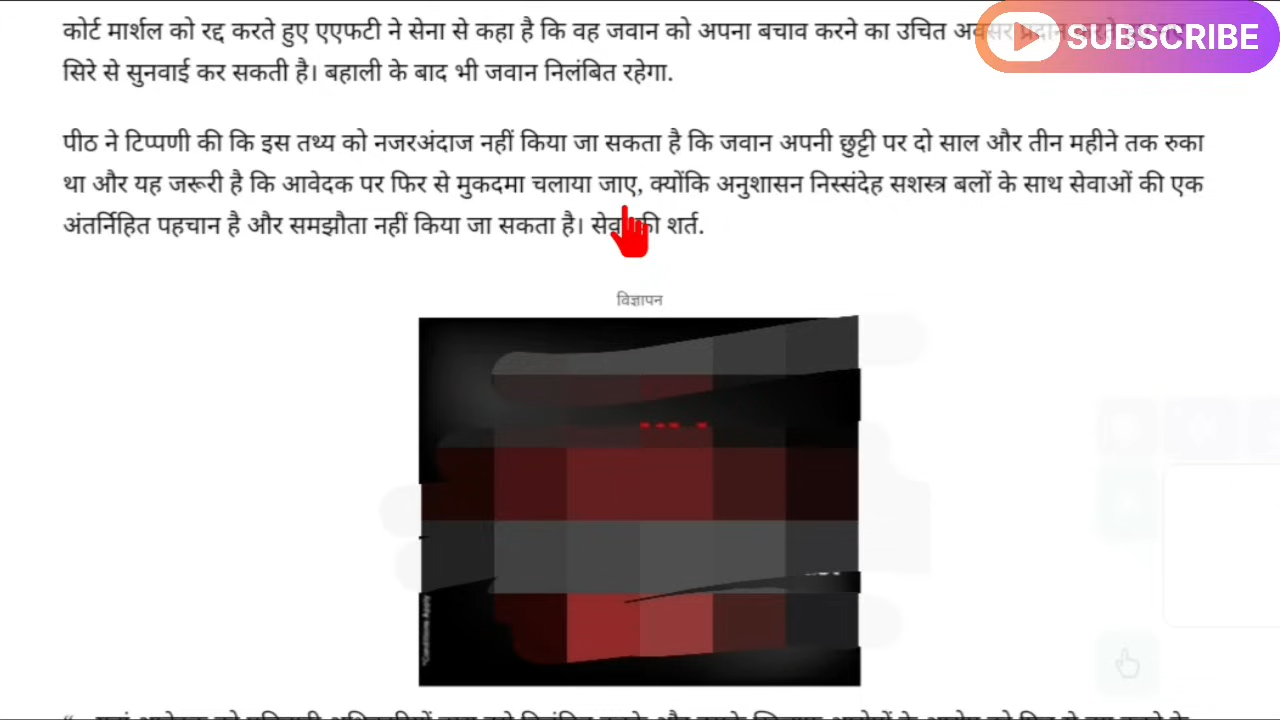 कोर्ट मार्शल को रद्द करते हुए एएफटी ने सेना से कहा है कि वह जवान को अपना बचाव करने का उचित अवसर
SUBSCRIBE
सिरे से सुनवाई कर सकती है। बहाली के बाद भी जवान निलंबित रहेगा.
पीठ ने टिप्पणी की कि इस तथ्य को नजरअंदाज नहीं किया जा सकता है कि जवान अपनी छुट्टी पर दो साल और तीन महीने तक रुका
था और यह जरूरी है कि आवेदक पर फिर से मुकदमा चलाया जाए, क्योंकि अनुशासन निस्संदेह सशस्त्र बलों के साथ सेवाओं की एक
अंतर्निहित पहचान है और समझौता नहीं किया जा सकता है। सेवा की शर्त.
विज्ञापन
*Conditions Apply